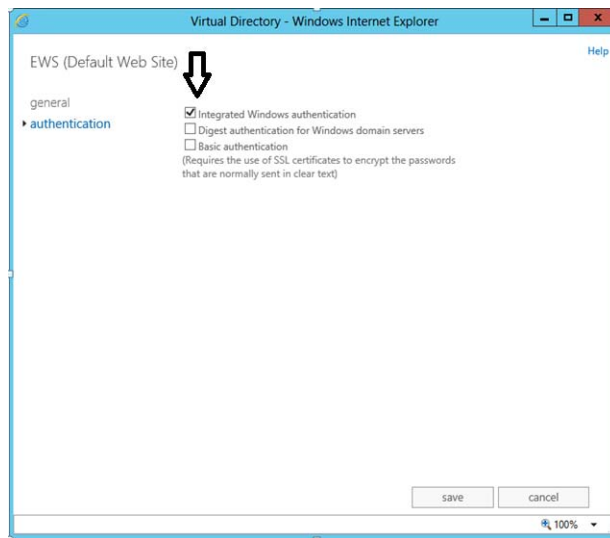 Virtual Directory - Windows Internet Explorer
Help
EWS (Default Web Site)
general
authentication
Integrated Windows authentication
Digest authentication for Windows domain servers
Basic authentication
(Requires the use of SSL certificates to encrypt the passwords
that are normally sent in clear text)
save
cancel
100%